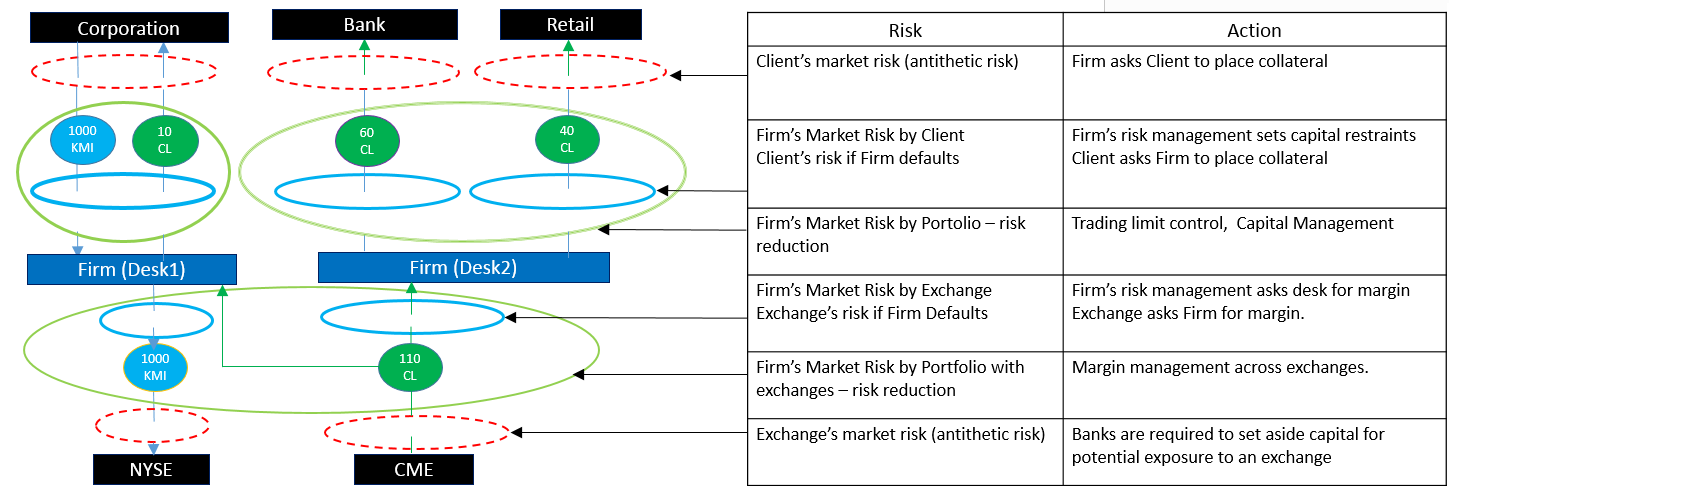 Corporation
Bank
Retail
1000
KMI
10
CL
60
CL
40
CL
Firm (Desk1)
Firm (Desk2)
1000
KMI
110
CL
NYSE
CME
Risk
Action
Client’s market risk (antithetic risk)
Firm asks Client to place collateral
Firm’s Market Risk by Client
Client’s risk if Firm defaults
Firm’s risk management sets capital restraints
Client asks Firm to place collateral
Firm’s Market Risk by Portolio – risk
reduction
Trading limit control,  Capital Management
Firm’s Market Risk by Exchange
Exchange’s risk if Firm Defaults
Firm’s risk management asks desk for margin
Exchange asks Firm for margin.
Firm’s Market Risk by Portfolio with
exchanges – risk reduction
Margin management across exchanges.
Exchange’s market risk (antithetic risk)
Banks are required to set aside capital for
potential exposure to an exchange